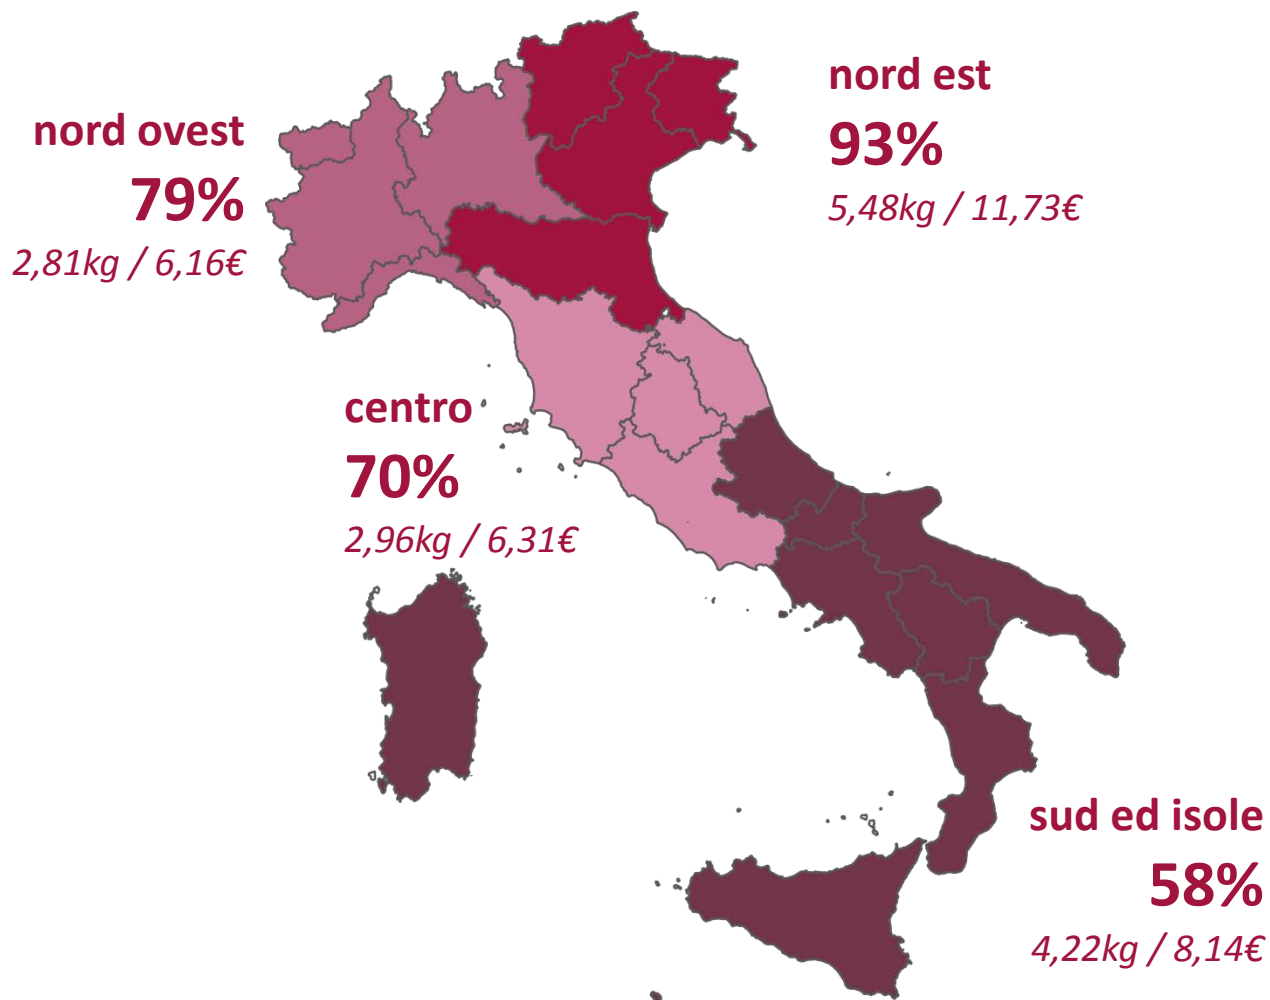 nord ovest
79%
2,81kg / 6,16€
nord est
93%
5,48kg / 11,73€
centro
70%
2,96kg / 6,31€
sud ed isole
58%
4,22kg / 8,14€